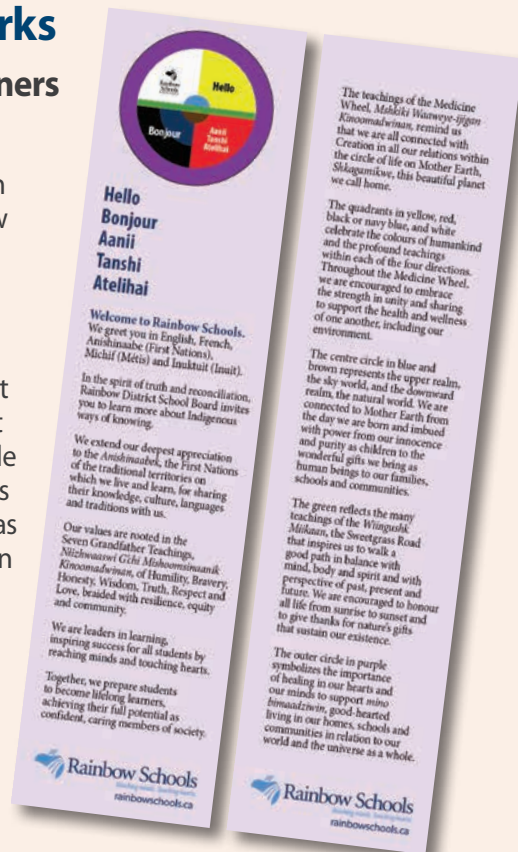 rks
ners
n
w
t
t
le
s
as
n
Rainbow
Schools
Hello
Bonjour
Aanii
Tanshi
Atelihai
Hello
Bonjour
Aanii
Tanshi
Atelihai
Welcome to Rainbow Schools.
We greet you in English, French,
Anishinaabe (First Nations),
Michif (Métis) and Inuktuit (Inuit).
In the spirit of truth and reconciliation,
Rainbow District School Board invites
you to learn more about Indigenous
ways of knowing.
We extend our deepest appreciation
to the Anishinaabek, the First Nations
of the traditional territories on
which we live and learn, for sharing
their knowledge, culture, languages
and traditions with us.
Our values are rooted in the
Seven Grandfather Teachings,
Niizhwaaswi Gizhi Mishoomsinaanik
Kinoomadwinan, of Humility, Bravery,
Honesty, Wisdom, Truth, Respect and
Love, braided with resilience, equity
and community.
We are leaders in learning,
inspiring success for all students by
reaching minds and touching hearts.
Together, we prepare students
to become lifelong learners,
achieving their full potential as
confident, caring members of society.
Rainbow Schools
Reaching minds. Touching hearts.
rainbowschools.ca
The teachings of the Medicine
Wheel, Mshkiki Waaweye-ijigan
Kinoomadwinan, remind us
that we are all connected with
Creation in all our relations within
the circle of life on Mother Earth,
Shkagamikwe, this beautiful planet
we call home.
The quadrants in yellow, red,
black or navy blue, and white
celebrate the colours of humankind
and the profound teachings
within each of the four directions.
Throughout the Medicine Wheel,
we are encouraged to embrace
the strength in unity and sharing
to support the health and wellness
of one another, including our
environment.
The centre circle in blue and
brown represents the upper realm,
the sky world, and the downward
realm, the natural world. We are
connected to Mother Earth from
the day we are born and imbued
with power from our innocence
and purity as children to the
wonderful gifts we being as
human beings to our families,
schools and communities.
The green reflects the many
teachings of the Wiingushk
Miikaan, the Sweetgrass Road
that inspires us to walk a
good path in balance with
mind, body and spirit and with
perspective of past, present and
future. We are encouraged to honour
all life from sunrise to sunset and
to give thanks for nature's gifts
that sustain our existence.
The outer circle in purple
symbolizes the importance
of healing in our hearts and
our minds to support mino
bimaadziwin, good-hearted
living in our homes, schools and
communities in relation to our
world and the universe as a whole.
Rainbow Schools
Reaching minds. Touching hearts.
rainbowschools.ca